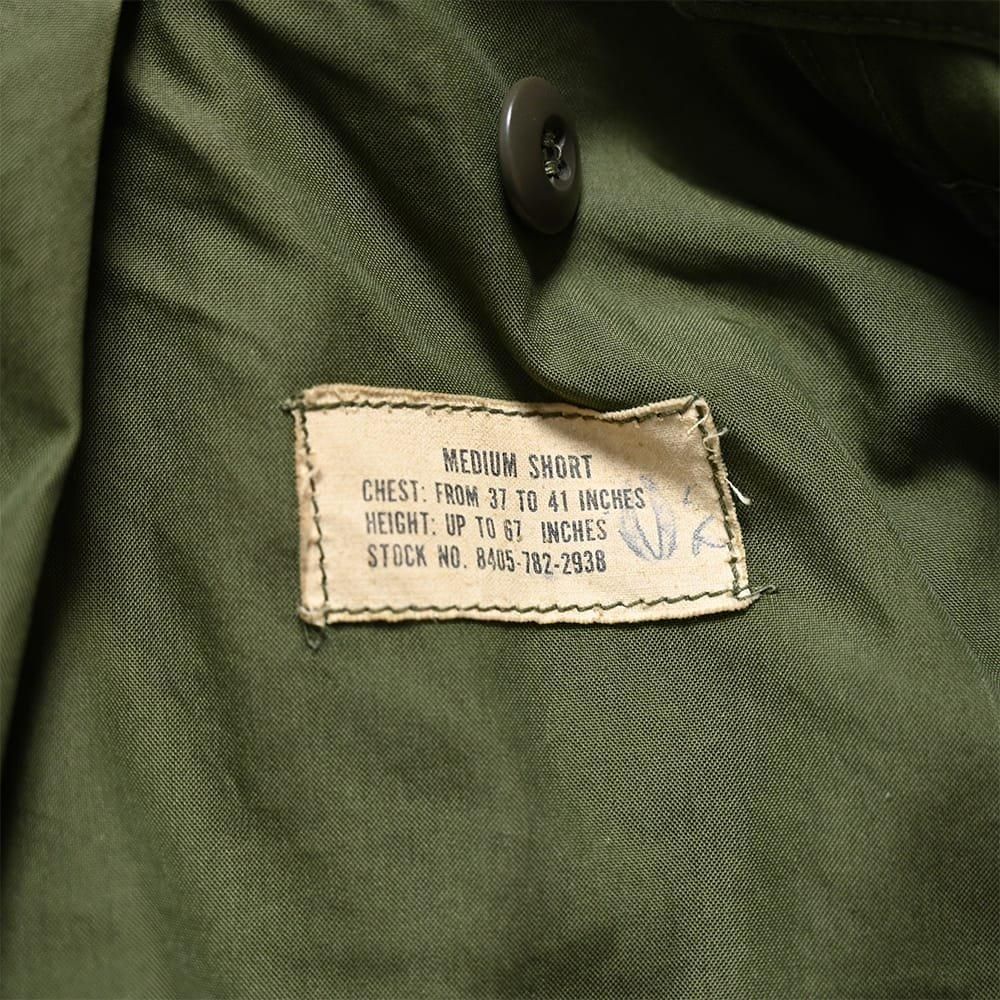 MEDIUM SHORT
CHEST: FROM 37 TO 41 INCHES
HEIGHT: UP TO 67 INCHES
STOCK NO. 8405-782-2938